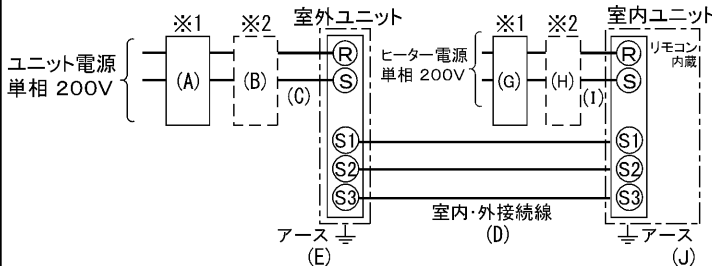 ※1
※2
室外ユニット
※1
※2
室内ユニット
ユニット電源
単相 200V
(A)
(B)
(C)
R
S
ヒーター電源
単相 200V
(G)
(H)
(I)
R
S
リモコン
内蔵
S1
S2
S3
S1
S2
S3
室内・外接続線
(D)
アース
(E)
アース
(J)